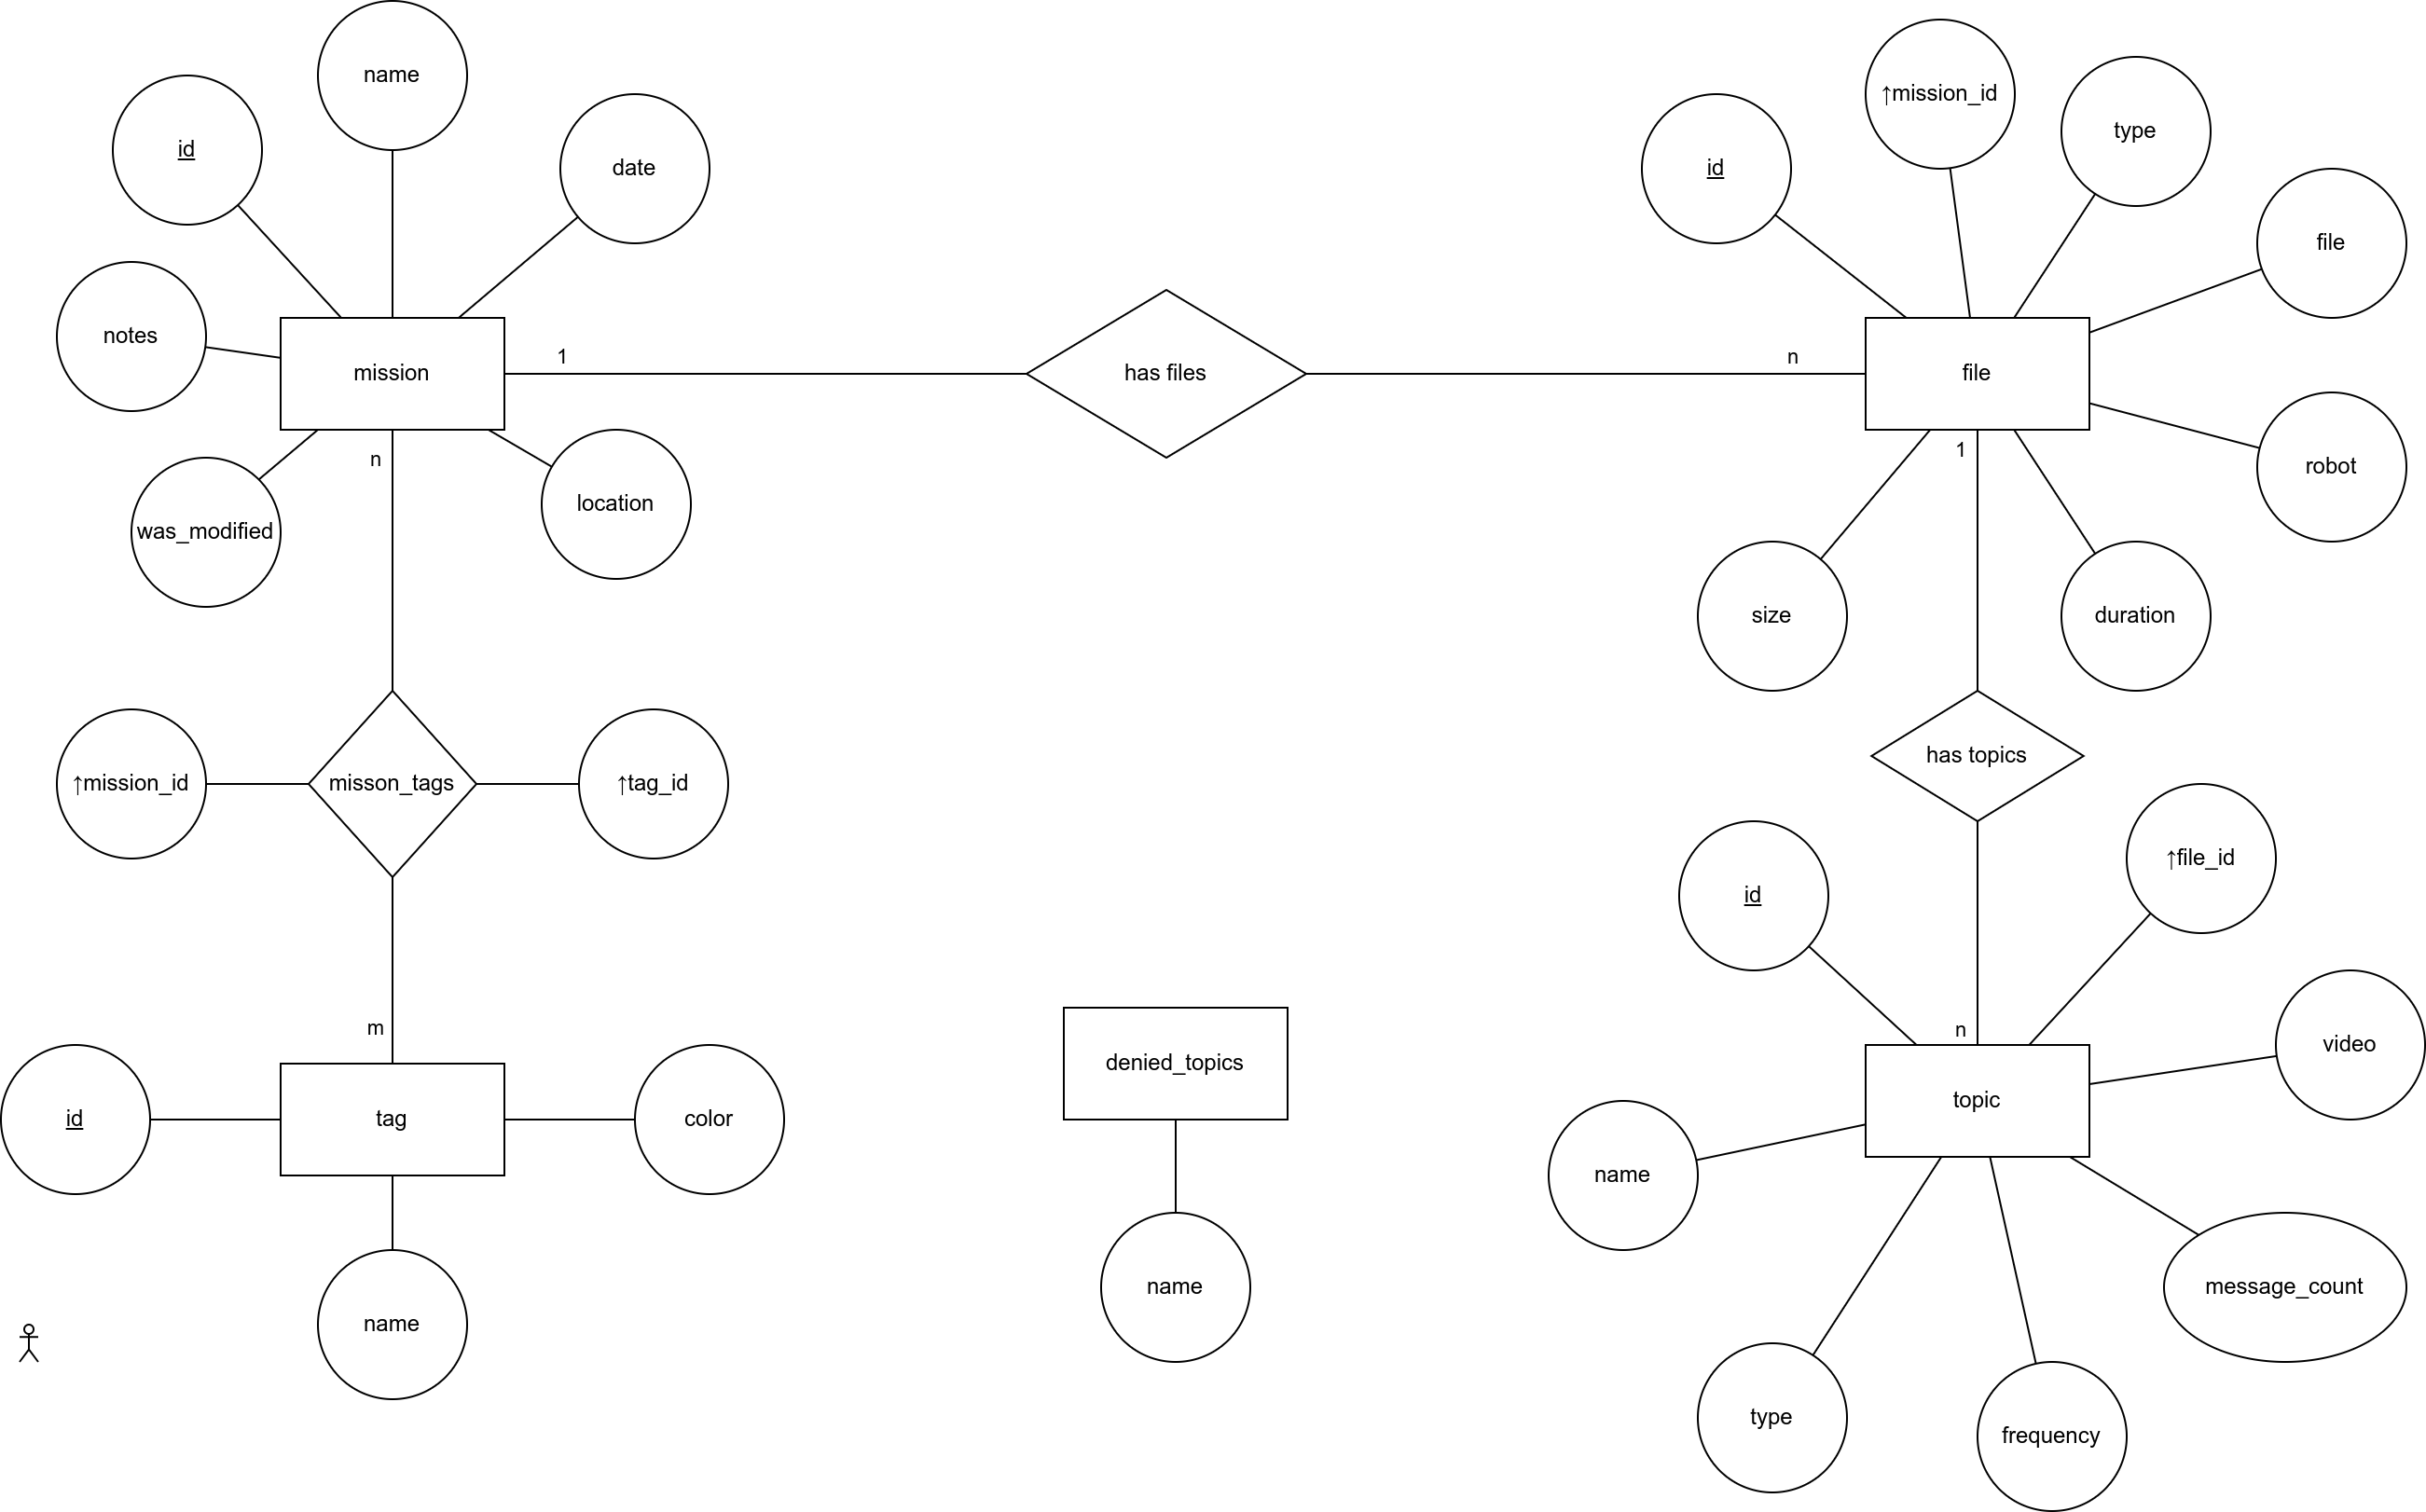 name
↑mission_id
type
date
id
id
file
notes
mission
1
has files
n
file
n
1
robot
location
was_modified
size
duration
has topics
↑mission_id
misson_tags
↑tag_id
↑file_id
id
m
n
video
denied_topics
topic
id
tag
color
name
name
name
message_count
type
frequency